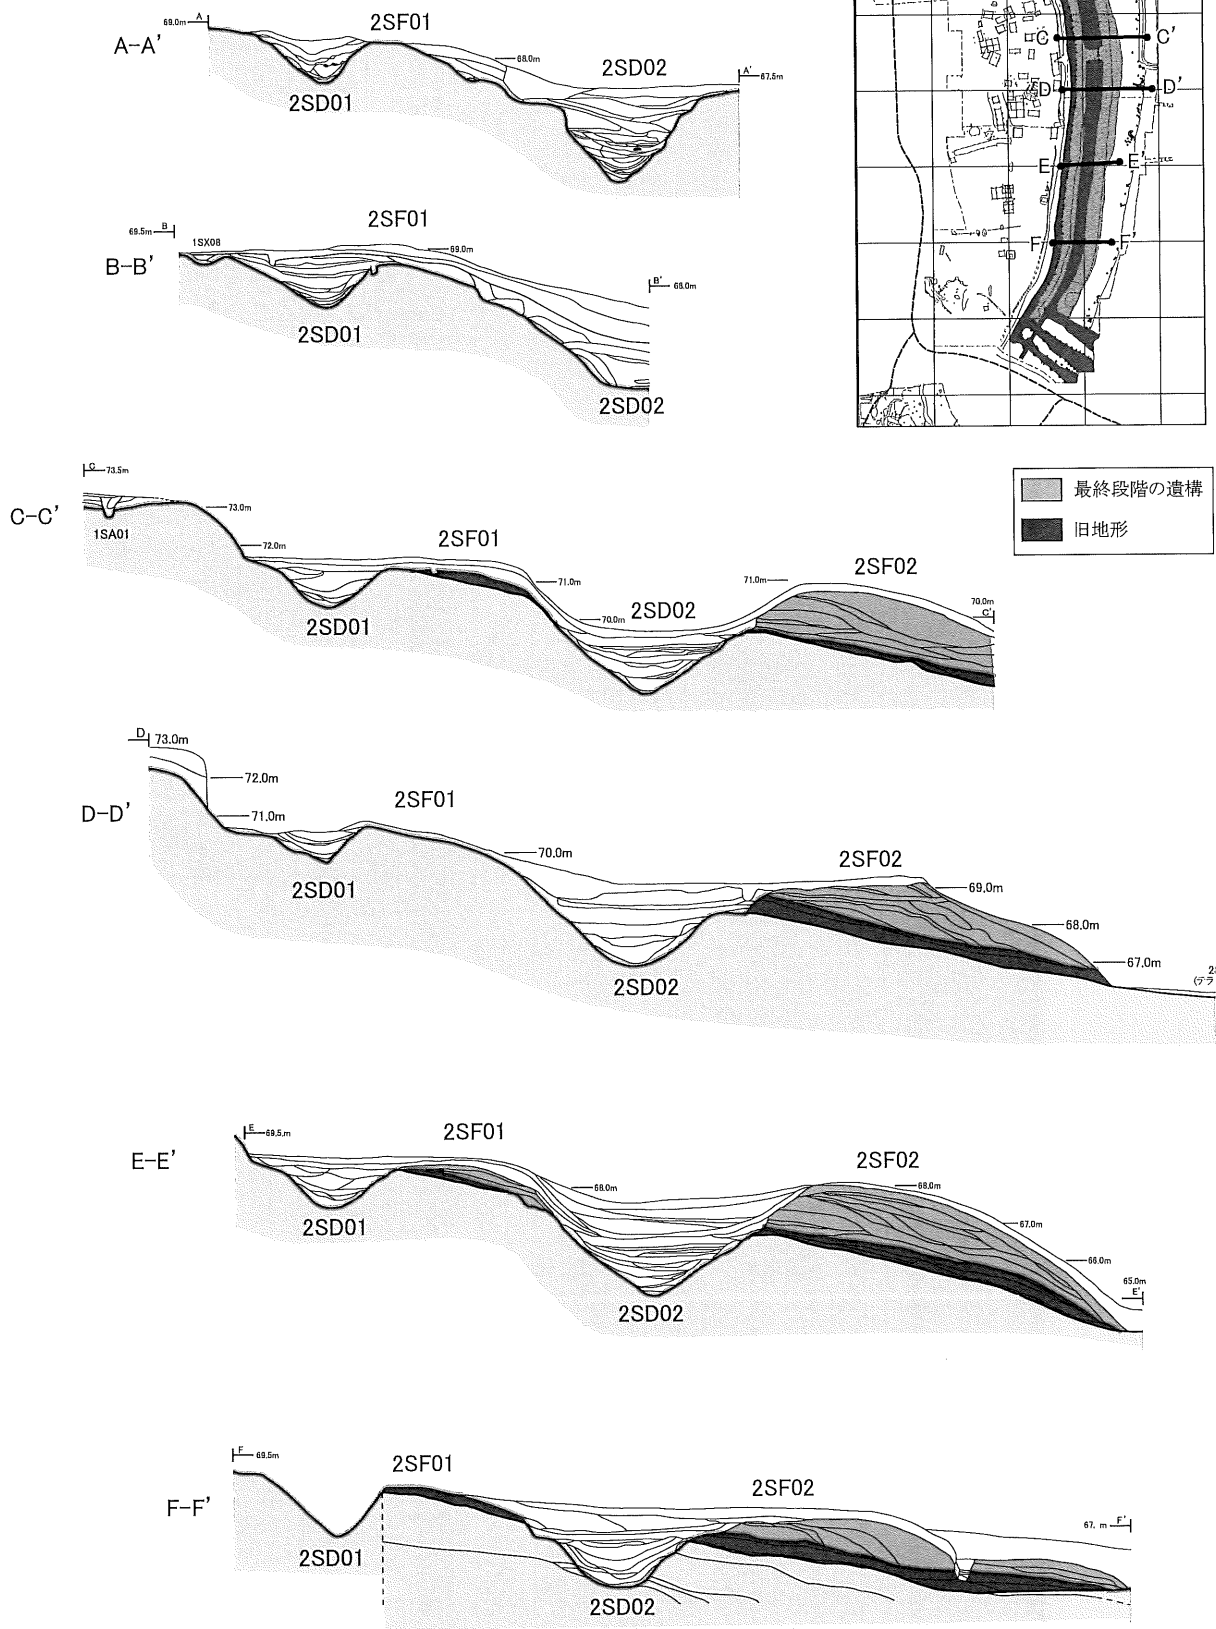 A
69.0m
A-A'
2SF01
68.0m
2SD02
A'
67.5m
2SD01
B
69.5m
2SF01
1SX08
69.0m
B-B'
B'
68.0m
2SD01
2SD02
C
C'
D
D'
E
E'
F
F'
最終段階の遺構
旧地形
C
73.5m
C-C'
73.0m
1SA01
72.0m
2SF01
71.0m
71.0m
2SF02
70.0m
2SD02
70.0m
C'
2SD01
D
73.0m
72.0m
D-D'
71.0m
2SF01
70.0m
2SF02
69.0m
2SD01
68.0m
67.0m
2SD02
E
69.5.m
2SF01
E-E'
2SF02
68.0m
68.0m
67.0m
2SD01
66.0m
65.0m
E'
2SD02
F
69.5m
2SF01
2SF02
F-F'
67. m
F'
2SD01
2SD02